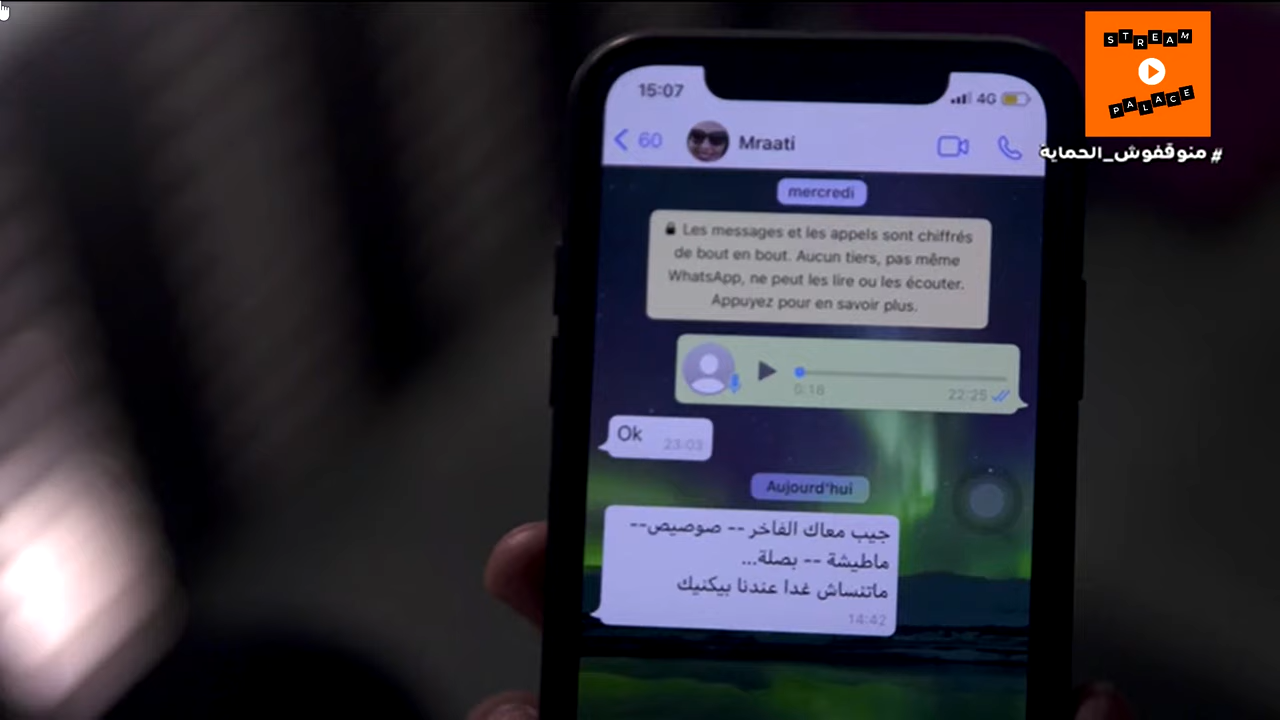 STREAM
PALACE
# منوقفوش_الحماية
15:07
4G
60
Mraati
mercredi
Les messages et les appels sont chiffrés
de bout en bout. Aucun tiers, pas même
WhatsApp, ne peut les lire ou les écouter.
Appuyez pour en savoir plus.
0:16
22:25
Ok
23:03
Aujourd'hui
جيب معاك الفاخر -- صوصيص--
ماطيشة -- بصلة...
ماتنساش غدا عندنا بيكنيك
14:42